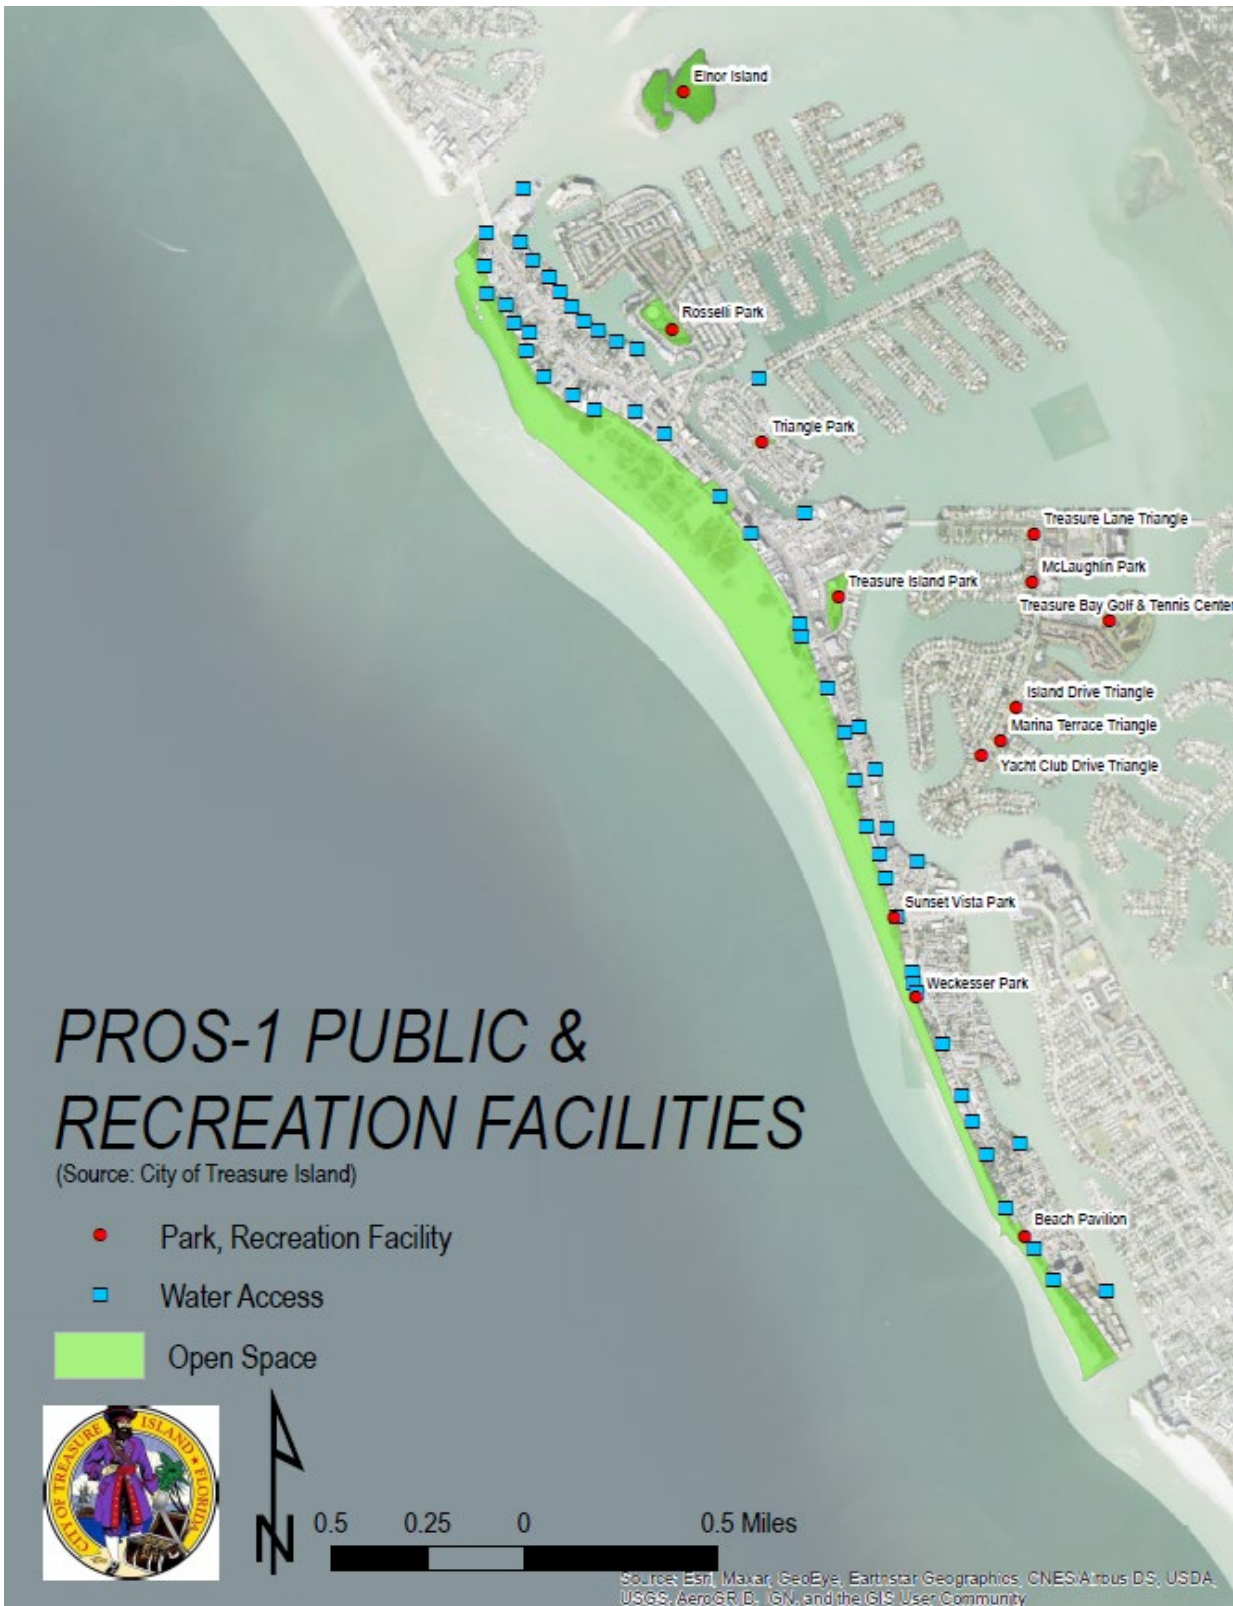 Elnor Island
Rosselli Park
Triangle Park
Treasure Lane Triangle
McLaughlin Park
Treasure Island Park
Treasure Bay Golf & Tennis Center
Island Drive Triangle
Marina Terrace Triangle
Yacht Club Drive Triangle
Sunset Vista Park
Weckesser Park
PROS-1 PUBLIC &
RECREATION FACILITIES
(Source: City of Treasure Island)
Beach Pavilion
Park, Recreation Facility
Water Access
Open Space
CITY OF TREASURE ISLAND ★ FLORIDA
N
0.5 0.25 0 0.5 Miles
Source: Esri, Maxar, GeoEye, Earthstar Geographics, CNES/Airbus DS, USDA,
USGS, AeroGRID, IGN, and the GIS User Community